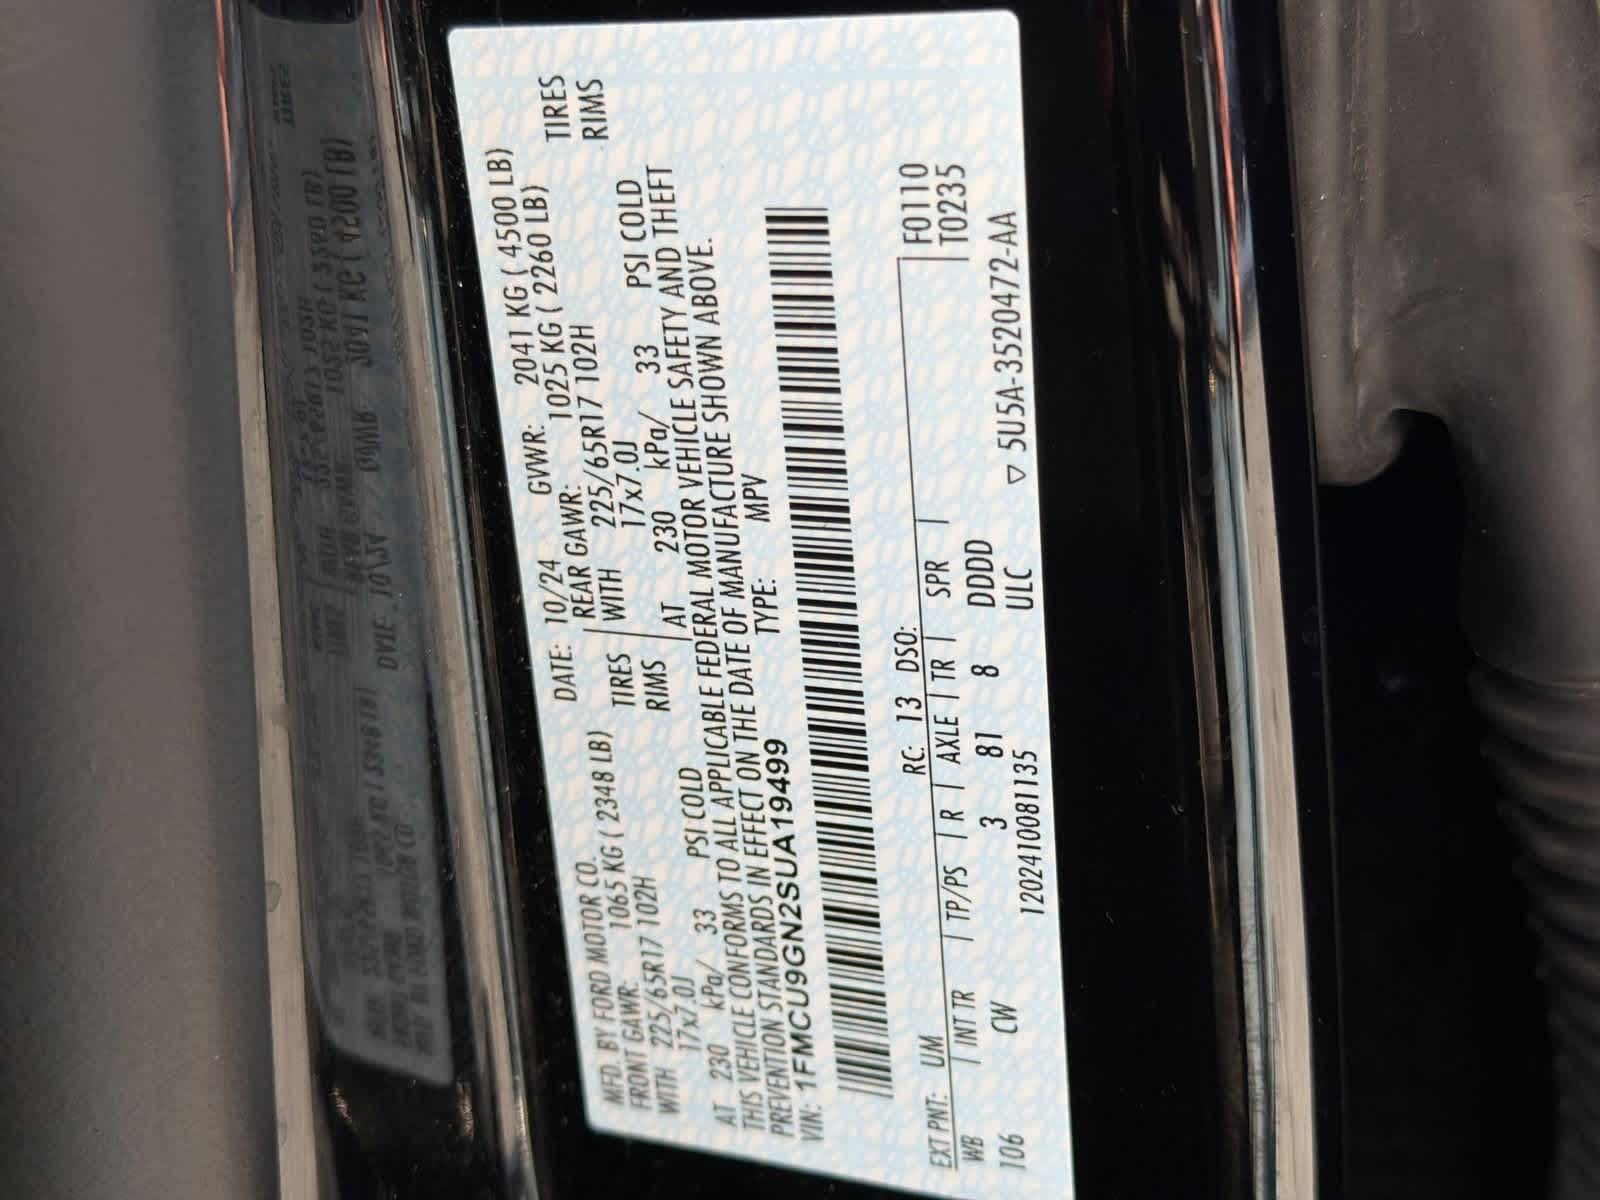 MFD. BY FORD MOTOR CO. DATE: 10/24 GVWR: 2041 KG ( 4500 LB)
FRONT GAWR: 1065 KG ( 2348 LB) REAR GAWR: 1025 KG ( 2260 LB)
WITH 225/65R17 102H TIRES WITH 225/65R17 102H TIRES
17x7.0J RIMS 17x7.0J RIMS
AT 230 kPa/ 33 PSI COLD AT 230 kPa/ 33 PSI COLD
THIS VEHICLE CONFORMS TO ALL APPLICABLE FEDERAL MOTOR VEHICLE SAFETY AND THEFT
PREVENTION STANDARDS IN EFFECT ON THE DATE OF MANUFACTURE SHOWN ABOVE.
VIN: 1FMCU9GN2SUA19499 TYPE: MPV
EXT PNT: UM RC: 13 DSO: F0110
WB INT TR TP/PS R AXLE TR SPR T0235
106 CW 3 81 8 DDDD
1202410081135 ULC ▽ 5U5A-3520472-AA